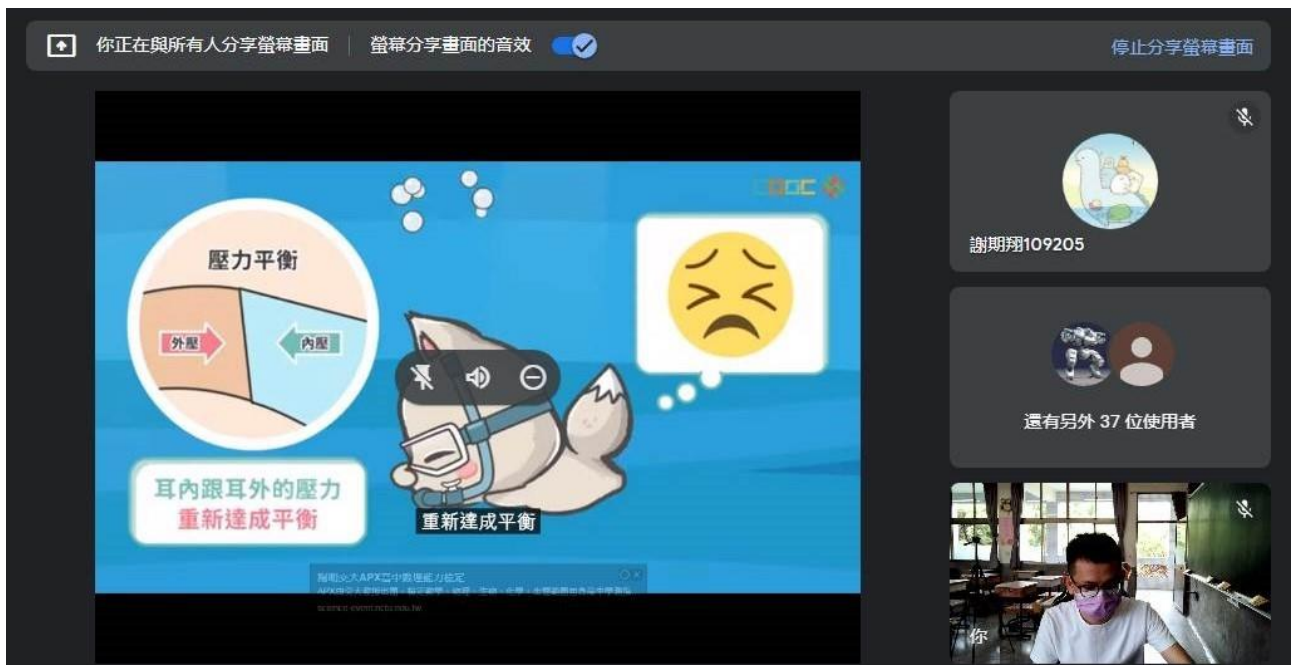 你正在與所有人分享螢幕畫面
螢幕分享畫面的音效
停止分享螢幕畫面
壓力平衡
外壓
內壓
耳內跟耳外的壓力
重新達成平衡
重新達成平衡
謝期翔109205
還有另外 37 位使用者
你